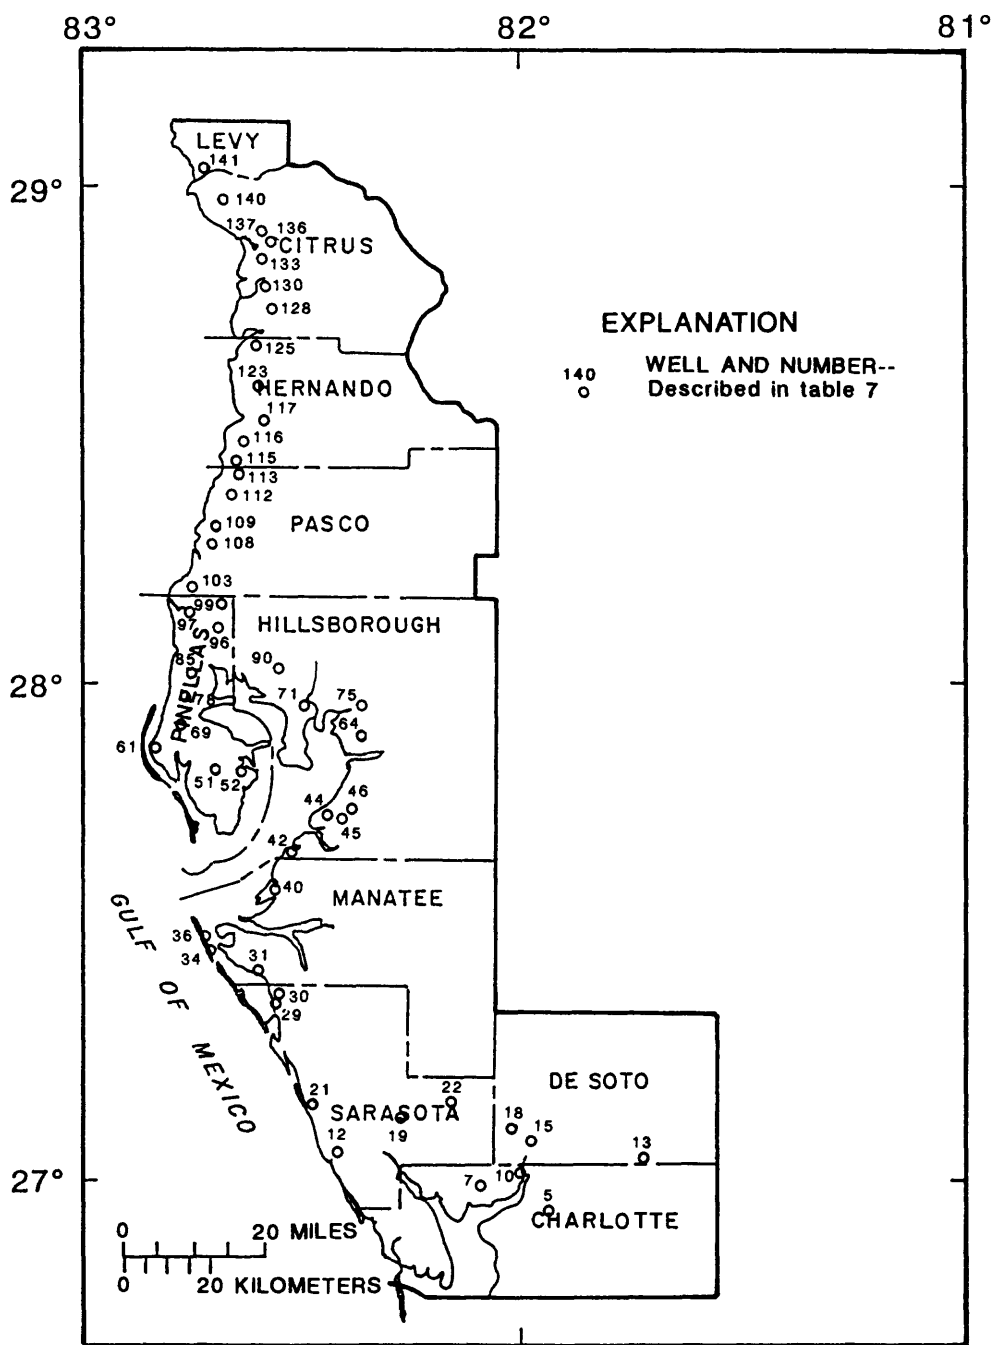 83° 82° 81°
LEVY
141
29°
140
137 136
CITRUS
133
130
128
EXPLANATION
125
WELL AND NUMBER--
140
Described in table 7
123
HERNANDO
117
116
115
113
112
109
PASCO
108
103
99
97
HILLSBOROUGH
96
85
90
PINELLAS
28°
78
71 75
69
64
61
51 52
44 46
45
42
40
MANATEE
GULF OF MEXICO
36
34
31
30
29
DE SOTO
21
22
SARASOTA
18
19
15
12
13
27°
7
10
5
CHARLOTTE
0 20 MILES
0 20 KILOMETERS